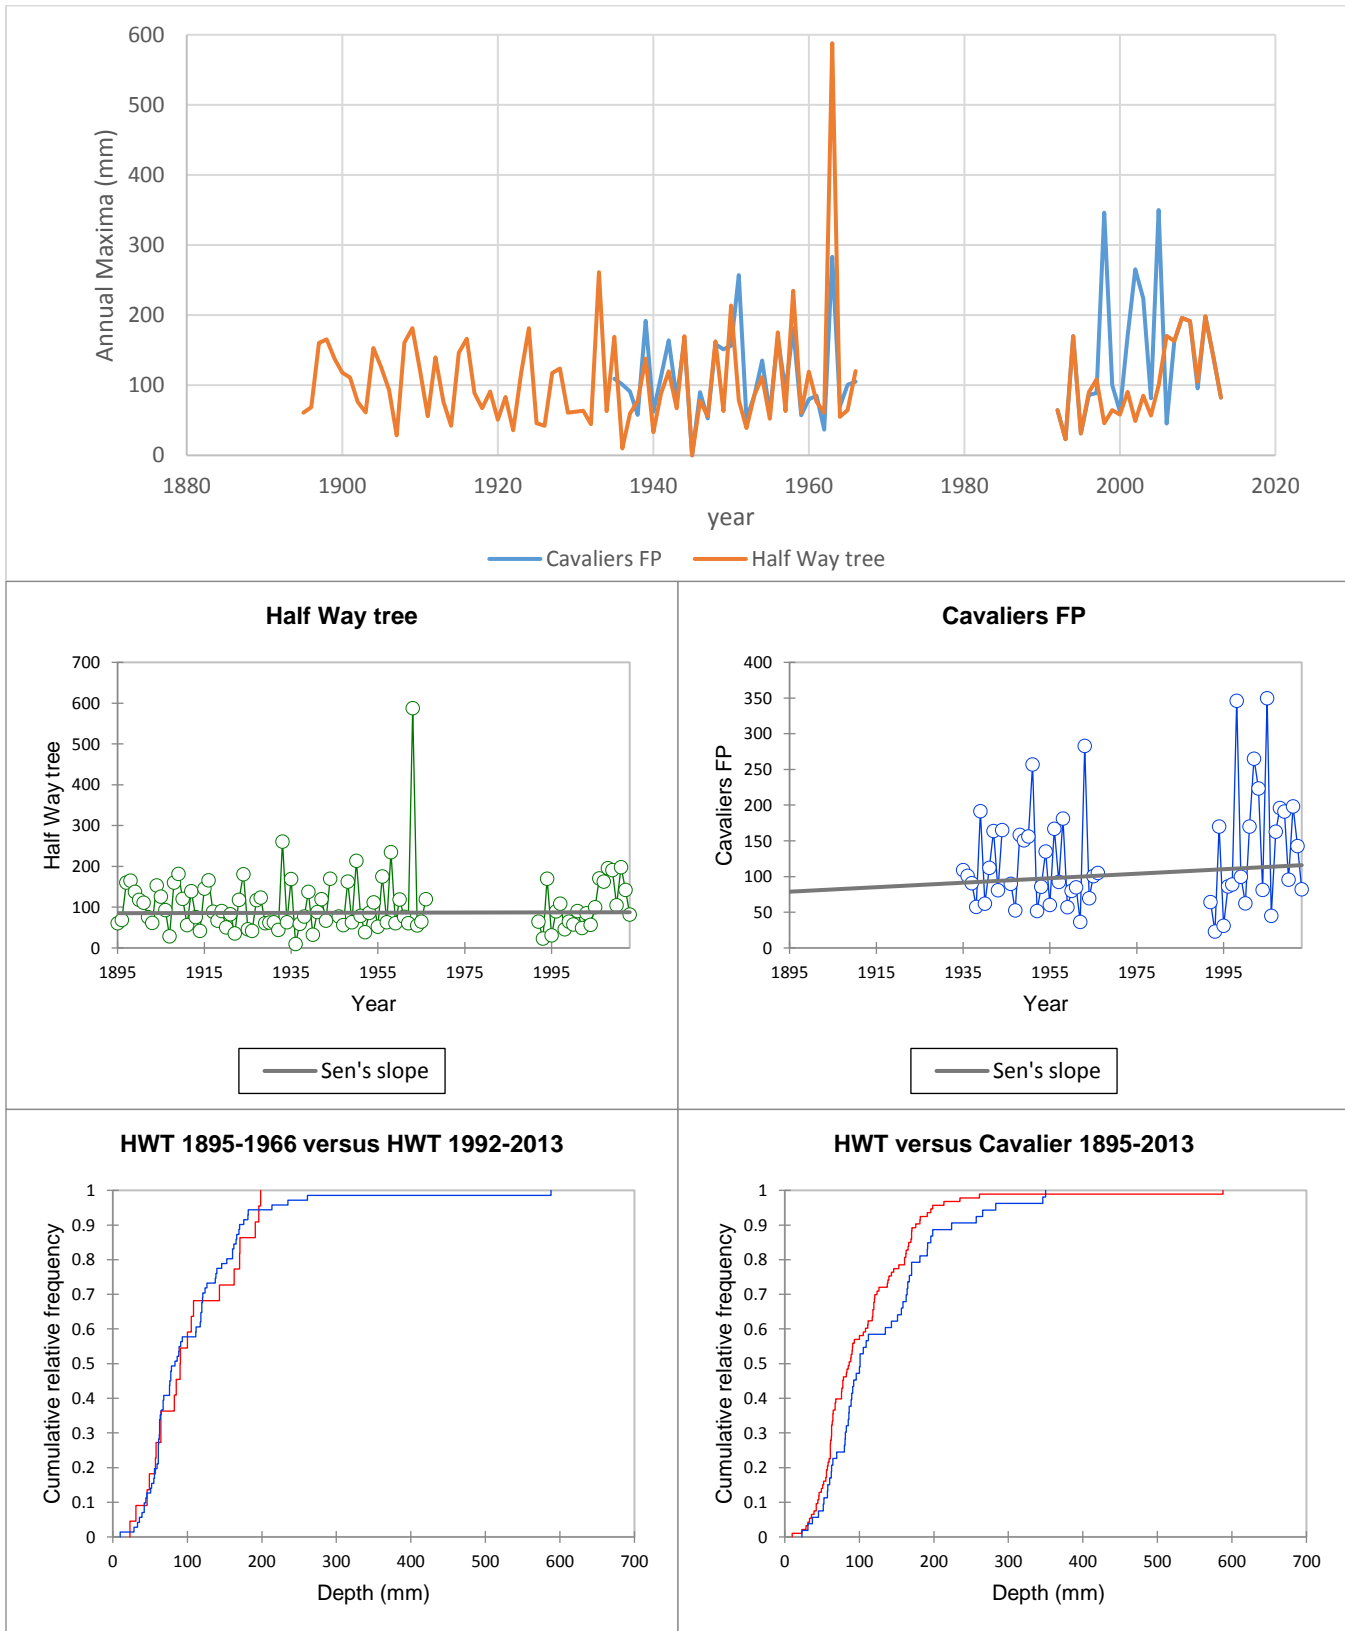 600
500
400
300
200
100
0
Annual Maxima (mm)
1880 1900 1920 1940 1960 1980 2000 2020
year
Cavaliers FP Half Way tree
Half Way tree
700
600
500
400
300
200
100
0
Half Way tree
1895 1915 1935 1955 1975 1995
Year
Sen's slope
Cavaliers FP
400
350
300
250
200
150
100
50
0
Cavaliers FP
1895 1915 1935 1955 1975 1995
Year
Sen's slope
HWT 1895-1966 versus HWT 1992-2013
1
0.9
0.8
0.7
0.6
0.5
0.4
0.3
0.2
0.1
0
Cumulative relative frequency
0 100 200 300 400 500 600 700
Depth (mm)
HWT versus Cavalier 1895-2013
1
0.9
0.8
0.7
0.6
0.5
0.4
0.3
0.2
0.1
0
Cumulative relative frequency
0 100 200 300 400 500 600 700
Depth (mm)